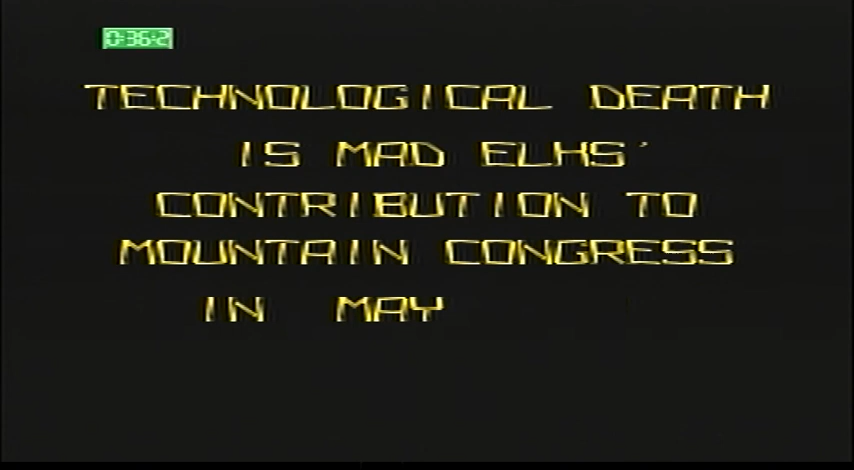 0:36:2
TECHNOLOGICAL DEATH
IS MAD ELKS'
CONTRIBUTION TO
MOUNTAIN CONGRESS
IN MAY